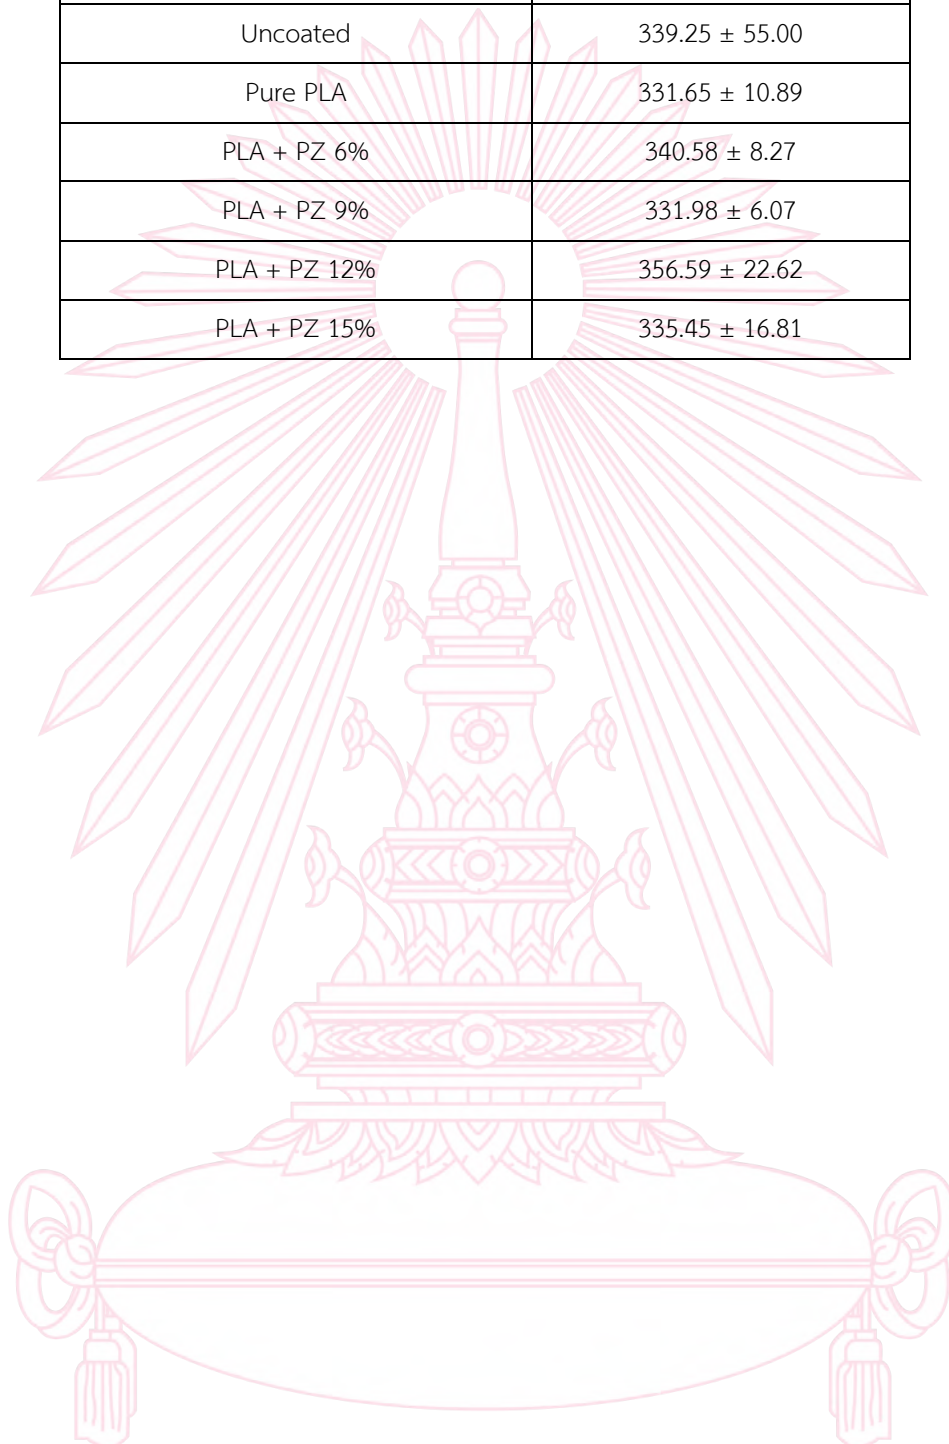 Uncoated 339.25 ± 55.00
Pure PLA 331.65 ± 10.89
PLA + PZ 6% 340.58 ± 8.27
PLA + PZ 9% 331.98 ± 6.07
PLA + PZ 12% 356.59 ± 22.62
PLA + PZ 15% 335.45 ± 16.81